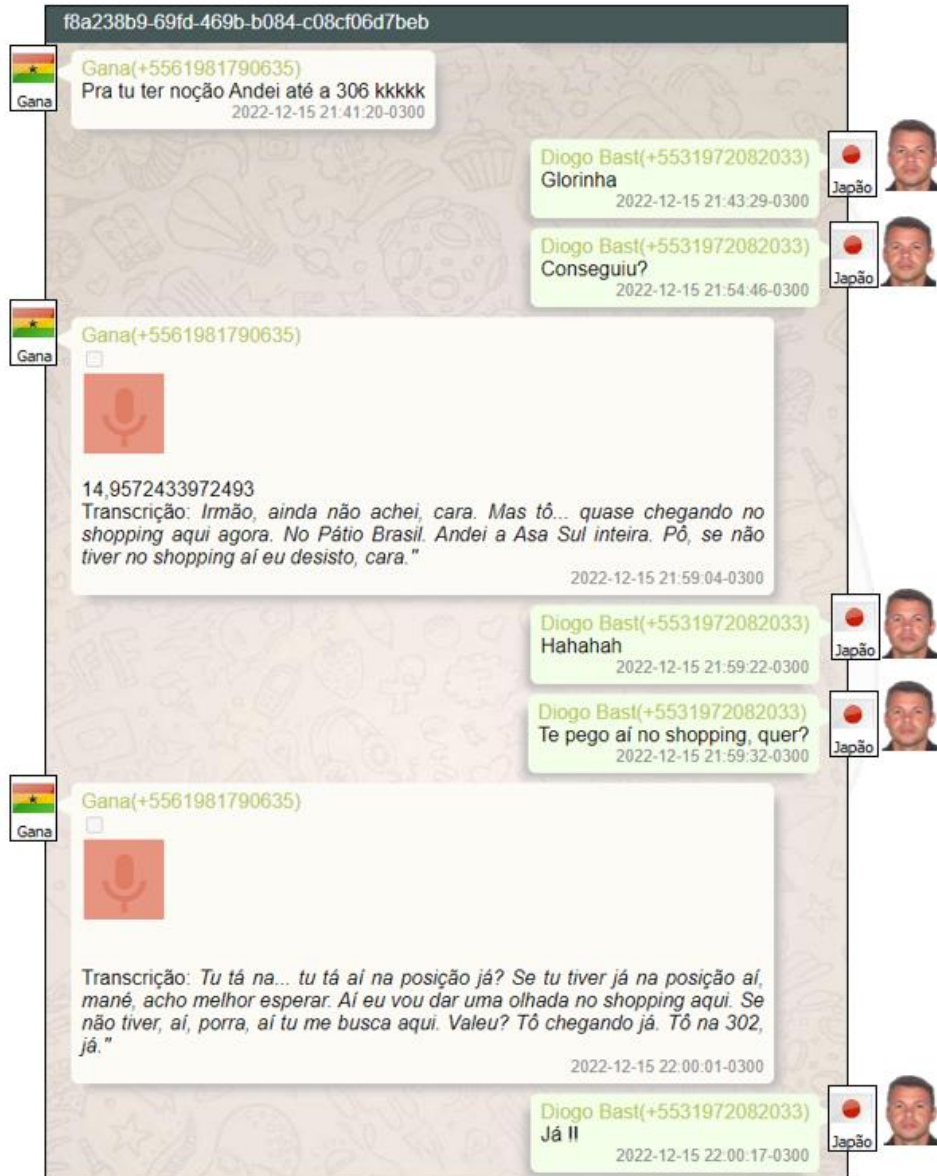 f8a238b9-69fd-469b-b084-c08cf06d7beb
Gana
Gana(+5561981790635)
Pra tu ter noção Andei até a 306 kkkkk
2022-12-15 21:41:20-0300
Diogo Bast(+5531972082033)
Glorinha
2022-12-15 21:43:29-0300
Japão
Diogo Bast(+5531972082033)
Conseguiu?
2022-12-15 21:54:46-0300
Japão
Gana
Gana(+5561981790635)
14,9572433972493
Transcrição: Irmão, ainda não achei, cara. Mas tô... quase chegando no
shopping aqui agora. No Pátio Brasil. Andei a Asa Sul inteira. Pô, se não
tiver no shopping aí eu desisto, cara."
2022-12-15 21:59:04-0300
Diogo Bast(+5531972082033)
Hahahah
2022-12-15 21:59:22-0300
Japão
Diogo Bast(+5531972082033)
Te pego aí no shopping, quer?
2022-12-15 21:59:32-0300
Japão
Gana
Gana(+5561981790635)
Transcrição: Tu tá na... tu tá aí na posição já? Se tu tiver já na posição aí,
mané, acho melhor esperar. Aí eu vou dar uma olhada no shopping aqui. Se
não tiver, aí, porra, aí tu me busca aqui. Valeu? Tô chegando já. Tô na 302,
já."
2022-12-15 22:00:01-0300
Diogo Bast(+5531972082033)
Já !!
2022-12-15 22:00:17-0300
Japão